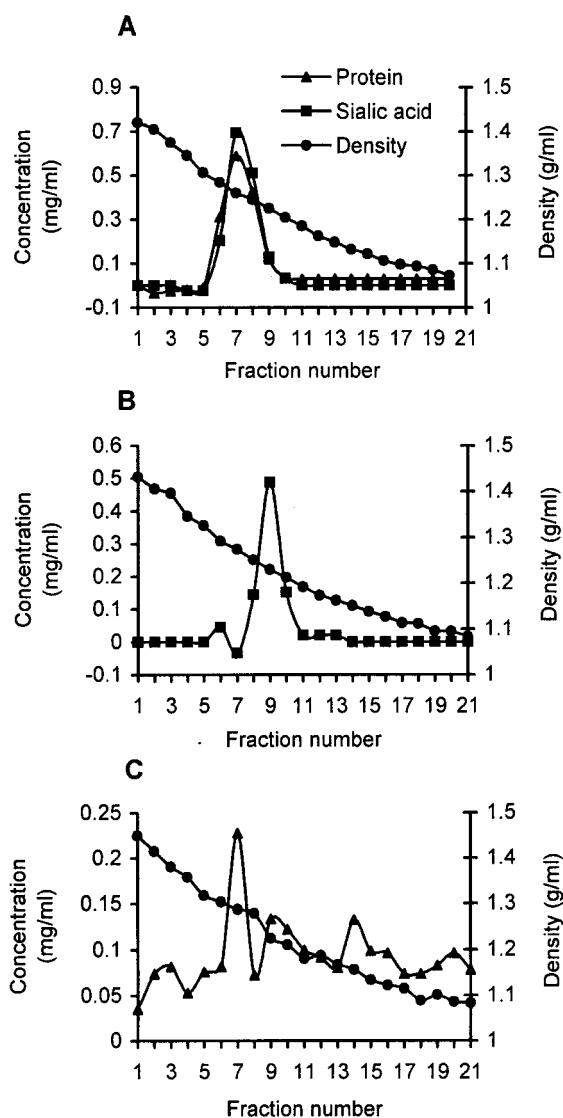 A
Protein
Sialic acid
Density
0.9
0.7
0.5
0.3
0.1
-0.1
1.5
1.4
1.3
1.2
1.1
1
Concentration
(mg/ml)
Density (g/ml)
1 3 5 7 9 11 13 15 17 19 21
Fraction number
B
0.6
0.5
0.4
0.3
0.2
0.1
0
-0.1
1.5
1.4
1.3
1.2
1.1
1
Concentration
(mg/ml)
Density (g/ml)
1 3 5 7 9 11 13 15 17 19 21
Fraction number
C
0.25
0.2
0.15
0.1
0.05
0
1.5
1.4
1.3
1.2
1.1
1
Concentration
(mg/ml)
Density (g/ml)
1 3 5 7 9 11 13 15 17 19 21
Fraction number